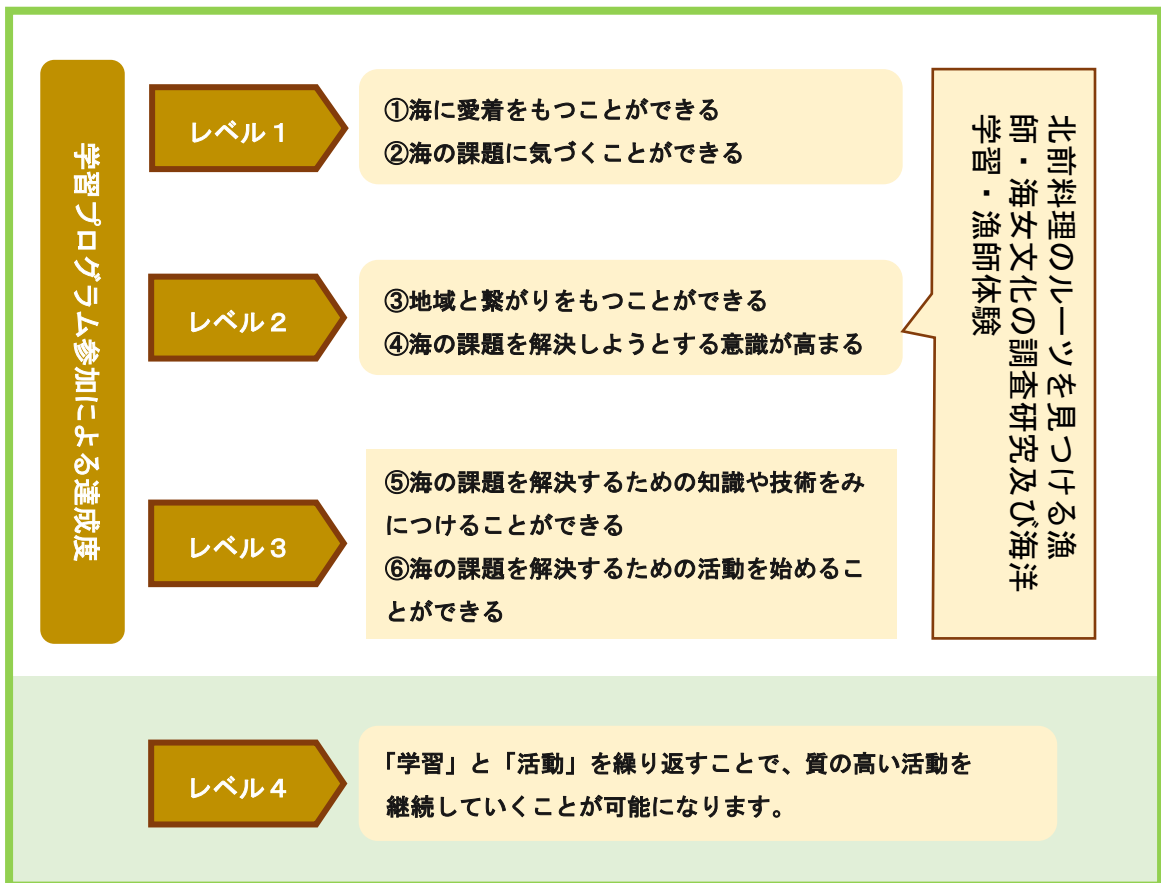 学習プログラム参加による達成度
レベル１
①海に愛着をもつことができる
②海の課題に気づくことができる
レベル２
③地域と繋がりをもつことができる
④海の課題を解決しようとする意識が高まる
レベル３
⑤海の課題を解決するための知識や技術をみ
につけることができる
⑥海の課題を解決するための活動を始めるこ
とができる
北前料理のルーツを見つける漁
師・海女文化の調査研究及び海洋
学習・漁師体験
レベル４
「学習」と「活動」を繰り返すことで、質の高い活動を
継続していくことが可能になります。